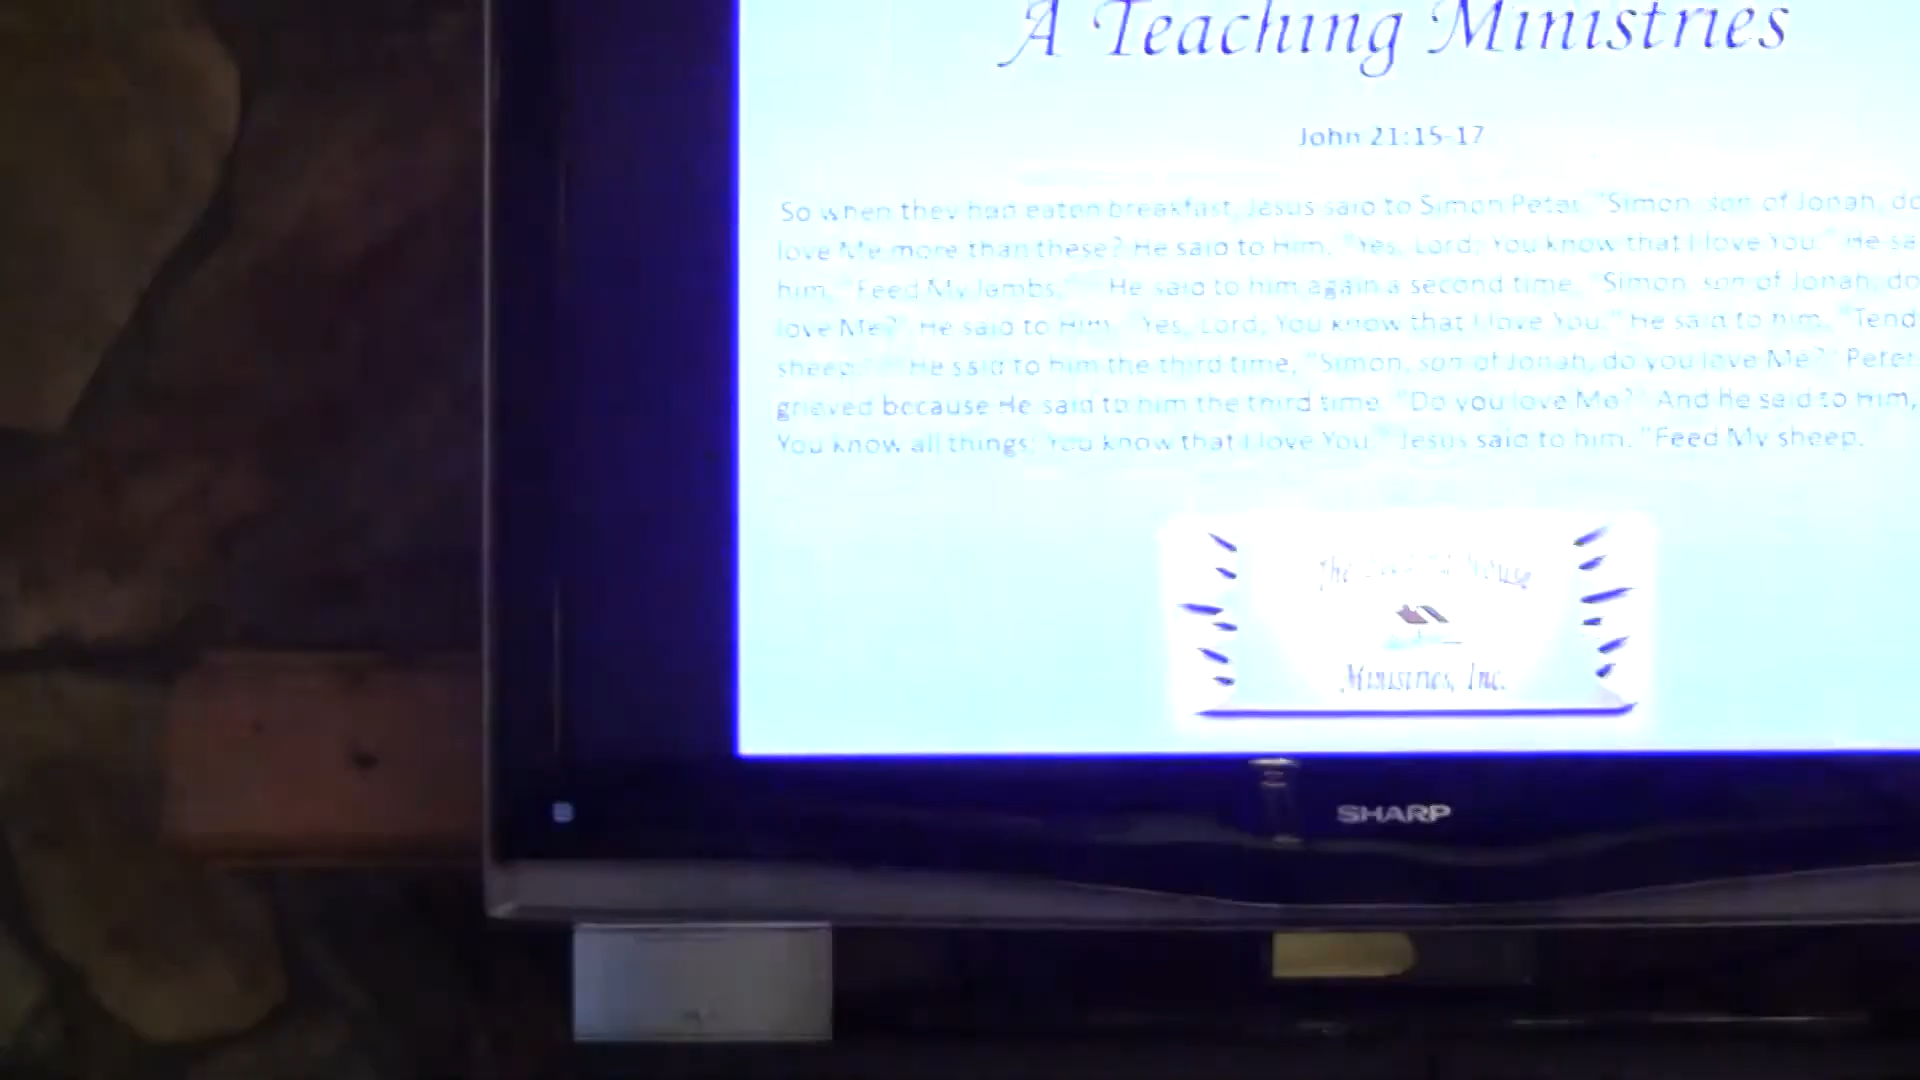 A Teaching Ministries
John 21:15-17
So when they had eaten breakfast, Jesus said to Simon Peter, "Simon, son of Jonah, do
love Me more than these? He said to Him, "Yes, Lord; You know that I love You." He sa
him, "Feed My lambs." He said to him again a second time, "Simon, son of Jonah, do
love Me? He said to Him, "Yes, Lord; You know that I love You." He said to him, "Tend
sheep." He said to him the third time, "Simon, son of Jonah, do you love Me?" Peter
grieved because He said to him the third time, "Do you love Me?" And he said to Him,
You know all things; You know that I love You." Jesus said to him, "Feed My sheep.
The House
Ministries, Inc.
SHARP